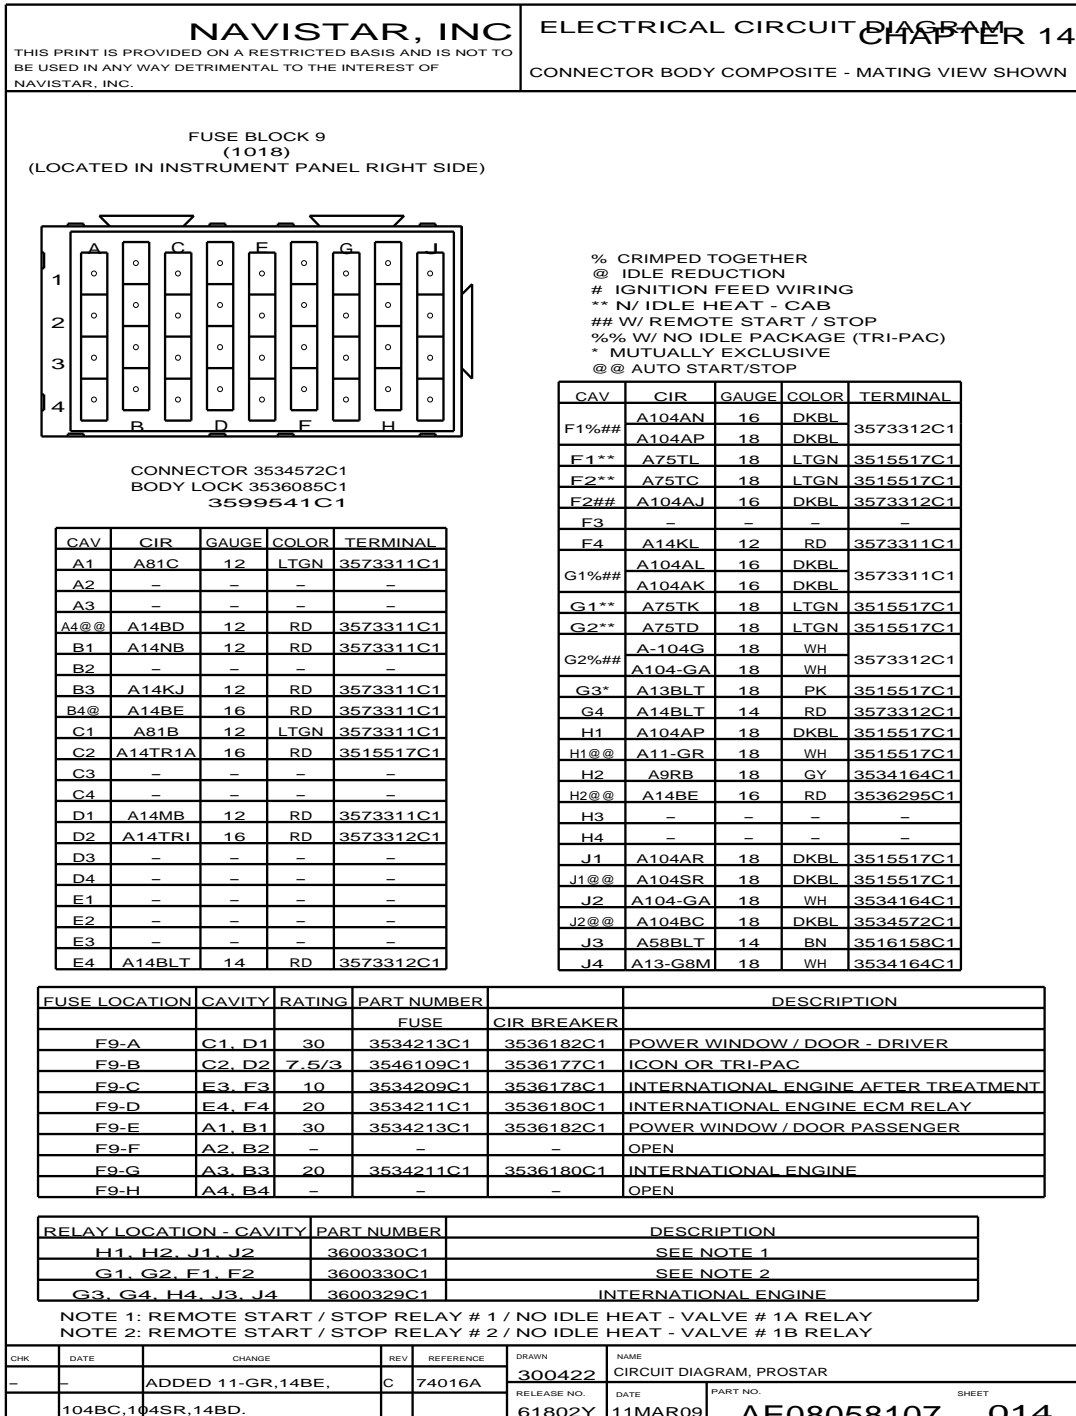 NAVISTAR, INC
THIS PRINT IS PROVIDED ON A RESTRICTED BASIS AND IS NOT TO
BE USED IN ANY WAY DETRIMENTAL TO THE INTEREST OF
NAVISTAR, INC.
ELECTRICAL CIRCUIT DIAGRAM
CHAPTER 14
CONNECTOR BODY COMPOSITE - MATING VIEW SHOWN
FUSE BLOCK 9
(1018)
(LOCATED IN INSTRUMENT PANEL RIGHT SIDE)
A C E G J
1
2
3
4
B D F H
CONNECTOR 3534572C1
BODY LOCK 3536085C1
3599541C1
% CRIMPED TOGETHER
@ IDLE REDUCTION
# IGNITION FEED WIRING
** N/ IDLE HEAT - CAB
## W/ REMOTE START / STOP
%% W/ NO IDLE PACKAGE (TRI-PAC)
* MUTUALLY EXCLUSIVE
@@ AUTO START/STOP
CAV CIR GAUGE COLOR TERMINAL
A1 A81C 12 LTGN 3573311C1
A2 – – – –
A3 – – – –
A4@@ A14BD 12 RD 3573311C1
B1 A14NB 12 RD 3573311C1
B2 – – – –
B3 A14KJ 12 RD 3573311C1
B4@ A14BE 16 RD 3573311C1
C1 A81B 12 LTGN 3573311C1
C2 A14TR1A 16 RD 3515517C1
C3 – – – –
C4 – – – –
D1 A14MB 12 RD 3573311C1
D2 A14TRI 16 RD 3573312C1
D3 – – – –
D4 – – – –
E1 – – – –
E2 – – – –
E3 – – – –
E4 A14BLT 14 RD 3573312C1
CAV CIR GAUGE COLOR TERMINAL
F1%## A104AN 16 DKBL 3573312C1
A104AP 18 DKBL
F1** A75TL 18 LTGN 3515517C1
F2** A75TC 18 LTGN 3515517C1
F2## A104AJ 16 DKBL 3573312C1
F3 – – – –
F4 A14KL 12 RD 3573311C1
G1%## A104AL 16 DKBL 3573311C1
A104AK 16 DKBL
G1** A75TK 18 LTGN 3515517C1
G2** A75TD 18 LTGN 3515517C1
G2%## A-104G 18 WH 3573312C1
A104-GA 18 WH
G3* A13BLT 18 PK 3515517C1
G4 A14BLT 14 RD 3573312C1
H1 A104AP 18 DKBL 3515517C1
H1@@ A11-GR 18 WH 3515517C1
H2 A9RB 18 GY 3534164C1
H2@@ A14BE 16 RD 3536295C1
H3 – – – –
H4 – – – –
J1 A104AR 18 DKBL 3515517C1
J1@@ A104SR 18 DKBL 3515517C1
J2 A104-GA 18 WH 3534164C1
J2@@ A104BC 18 DKBL 3534572C1
J3 A58BLT 14 BN 3516158C1
J4 A13-G8M 18 WH 3534164C1
FUSE LOCATION CAVITY RATING PART NUMBER DESCRIPTION
FUSE CIR BREAKER
F9-A C1, D1 30 3534213C1 3536182C1 POWER WINDOW / DOOR - DRIVER
F9-B C2, D2 7.5/3 3546109C1 3536177C1 ICON OR TRI-PAC
F9-C E3, F3 10 3534209C1 3536178C1 INTERNATIONAL ENGINE AFTER TREATMENT
F9-D E4, F4 20 3534211C1 3536180C1 INTERNATIONAL ENGINE ECM RELAY
F9-E A1, B1 30 3534213C1 3536182C1 POWER WINDOW / DOOR PASSENGER
F9-F A2, B2 – – – OPEN
F9-G A3, B3 20 3534211C1 3536180C1 INTERNATIONAL ENGINE
F9-H A4, B4 – – – OPEN
RELAY LOCATION - CAVITY PART NUMBER DESCRIPTION
H1, H2, J1, J2 3600330C1 SEE NOTE 1
G1, G2, F1, F2 3600330C1 SEE NOTE 2
G3, G4, H4, J3, J4 3600329C1 INTERNATIONAL ENGINE
NOTE 1: REMOTE START / STOP RELAY # 1 / NO IDLE HEAT - VALVE # 1A RELAY
NOTE 2: REMOTE START / STOP RELAY # 2 / NO IDLE HEAT - VALVE # 1B RELAY
CHK DATE CHANGE REV REFERENCE
– – ADDED 11-GR,14BE, C 74016A
104BC,104SR,14BD.
DRAWN 300422
NAME CIRCUIT DIAGRAM, PROSTAR
RELEASE NO. 61802Y
DATE 11MAR09
PART NO. AE08058107
SHEET 014